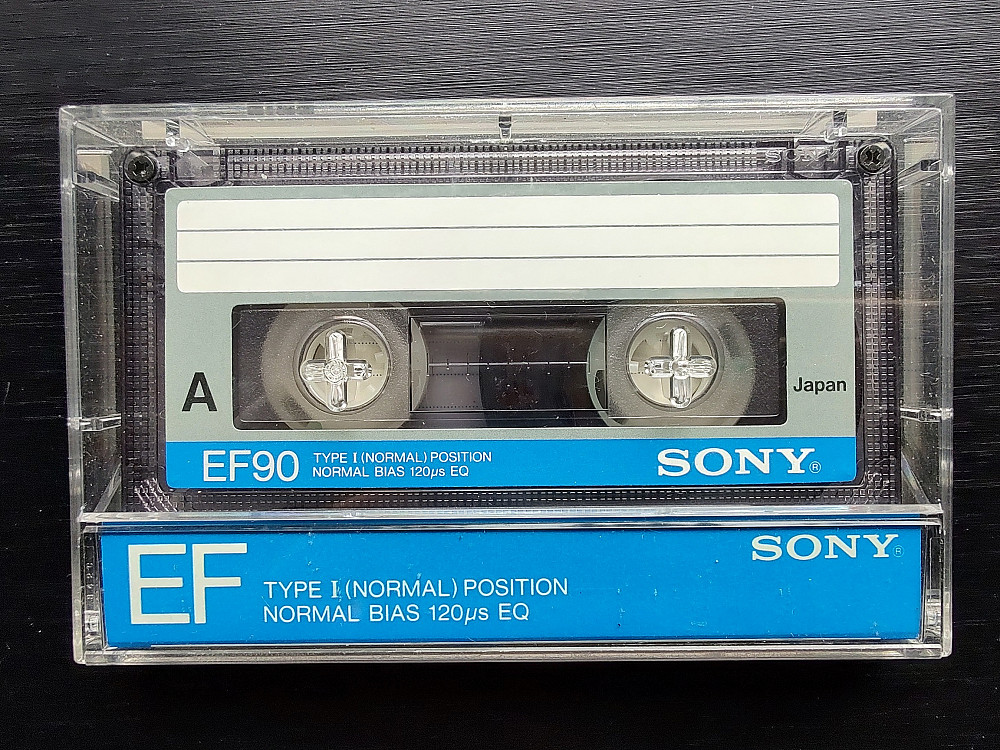 SONY
A
Japan
EF90 TYPE I (NORMAL) POSITION
NORMAL BIAS 120µs EQ
SONY®
EF
TYPE I (NORMAL) POSITION
NORMAL BIAS 120µs EQ
SONY®